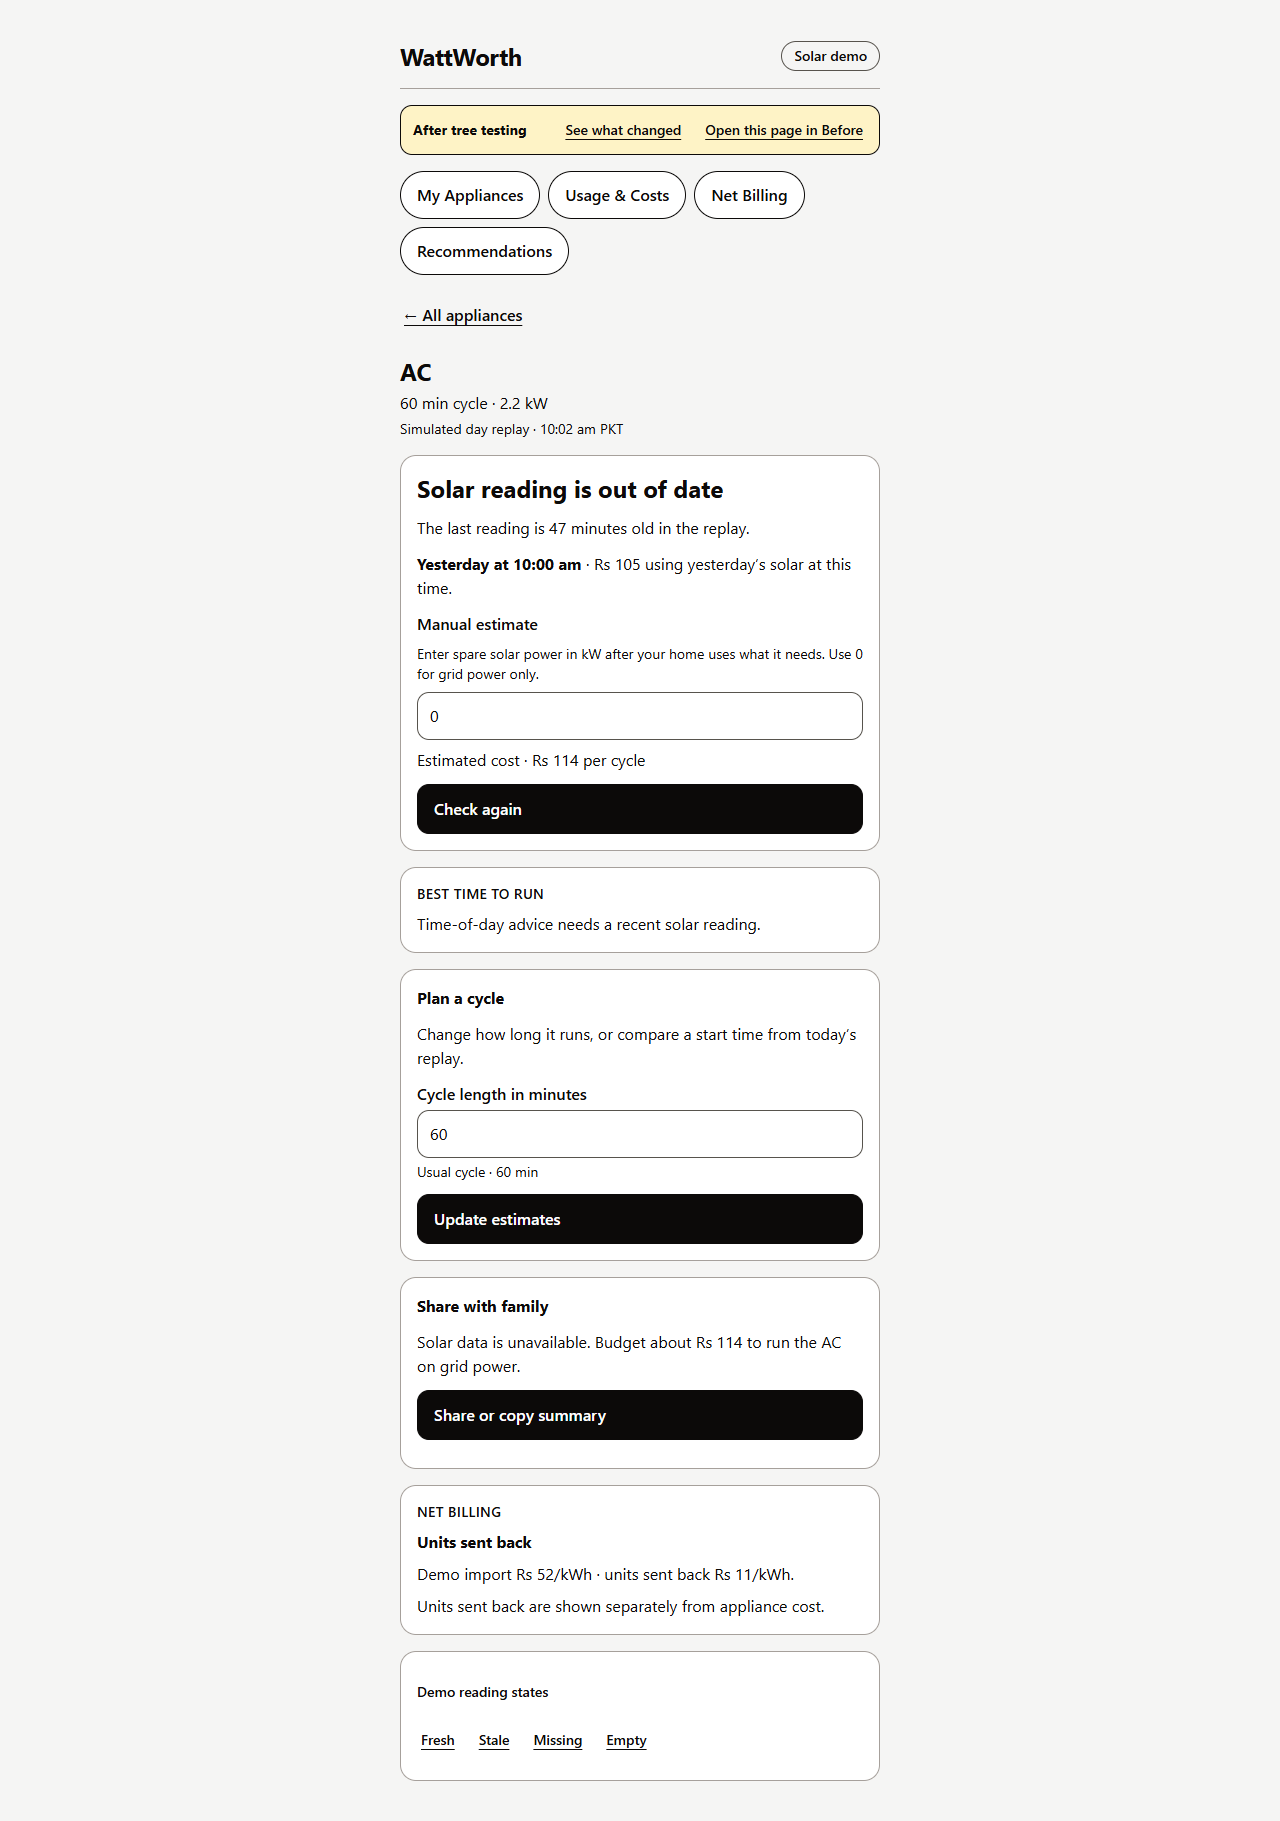 WattWorth
Solar demo
After tree testing
See what changed
Open this page in Before
My Appliances
Usage & Costs
Net Billing
Recommendations
← All appliances
AC
60 min cycle · 2.2 kW
Simulated day replay · 10:02 am PKT
Solar reading is out of date
The last reading is 47 minutes old in the replay.
Yesterday at 10:00 am · Rs 105 using yesterday's solar at this
time.
Manual estimate
Enter spare solar power in kW after your home uses what it needs. Use 0
for grid power only.
0
Estimated cost · Rs 114 per cycle
Check again
BEST TIME TO RUN
Time-of-day advice needs a recent solar reading.
Plan a cycle
Change how long it runs, or compare a start time from today's
replay.
Cycle length in minutes
60
Usual cycle · 60 min
Update estimates
Share with family
Solar data is unavailable. Budget about Rs 114 to run the AC
on grid power.
Share or copy summary
NET BILLING
Units sent back
Demo import Rs 52/kWh · units sent back Rs 11/kWh.
Units sent back are shown separately from appliance cost.
Demo reading states
Fresh
Stale
Missing
Empty